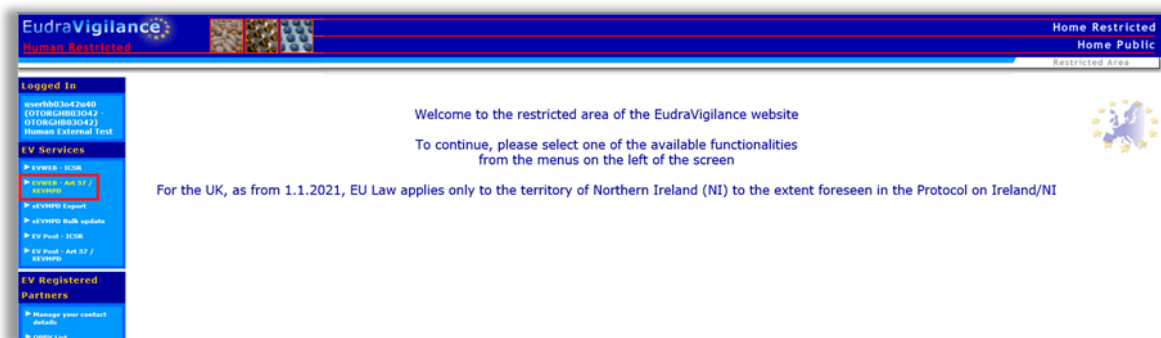 EudraVigilance
Human Restricted
Home Restricted
Home Public
Restricted Area
Logged In
userhb03o42u40
(OTORGHB03042 -
OTORGHB03042)
Human External Test
EV Services
EVWEB - ICSR
EVWEB - Art 57 /
XEVMPD
xEVMPD Export
xEVMPD Bulk update
EV Post - ICSR
EV Post - Art 57 /
XEVMPD
EV Registered
Partners
Manage your contact
details
Welcome to the restricted area of the EudraVigilance website
To continue, please select one of the available functionalities
from the menus on the left of the screen
For the UK, as from 1.1.2021, EU Law applies only to the territory of Northern Ireland (NI) to the extent foreseen in the Protocol on Ireland/NI